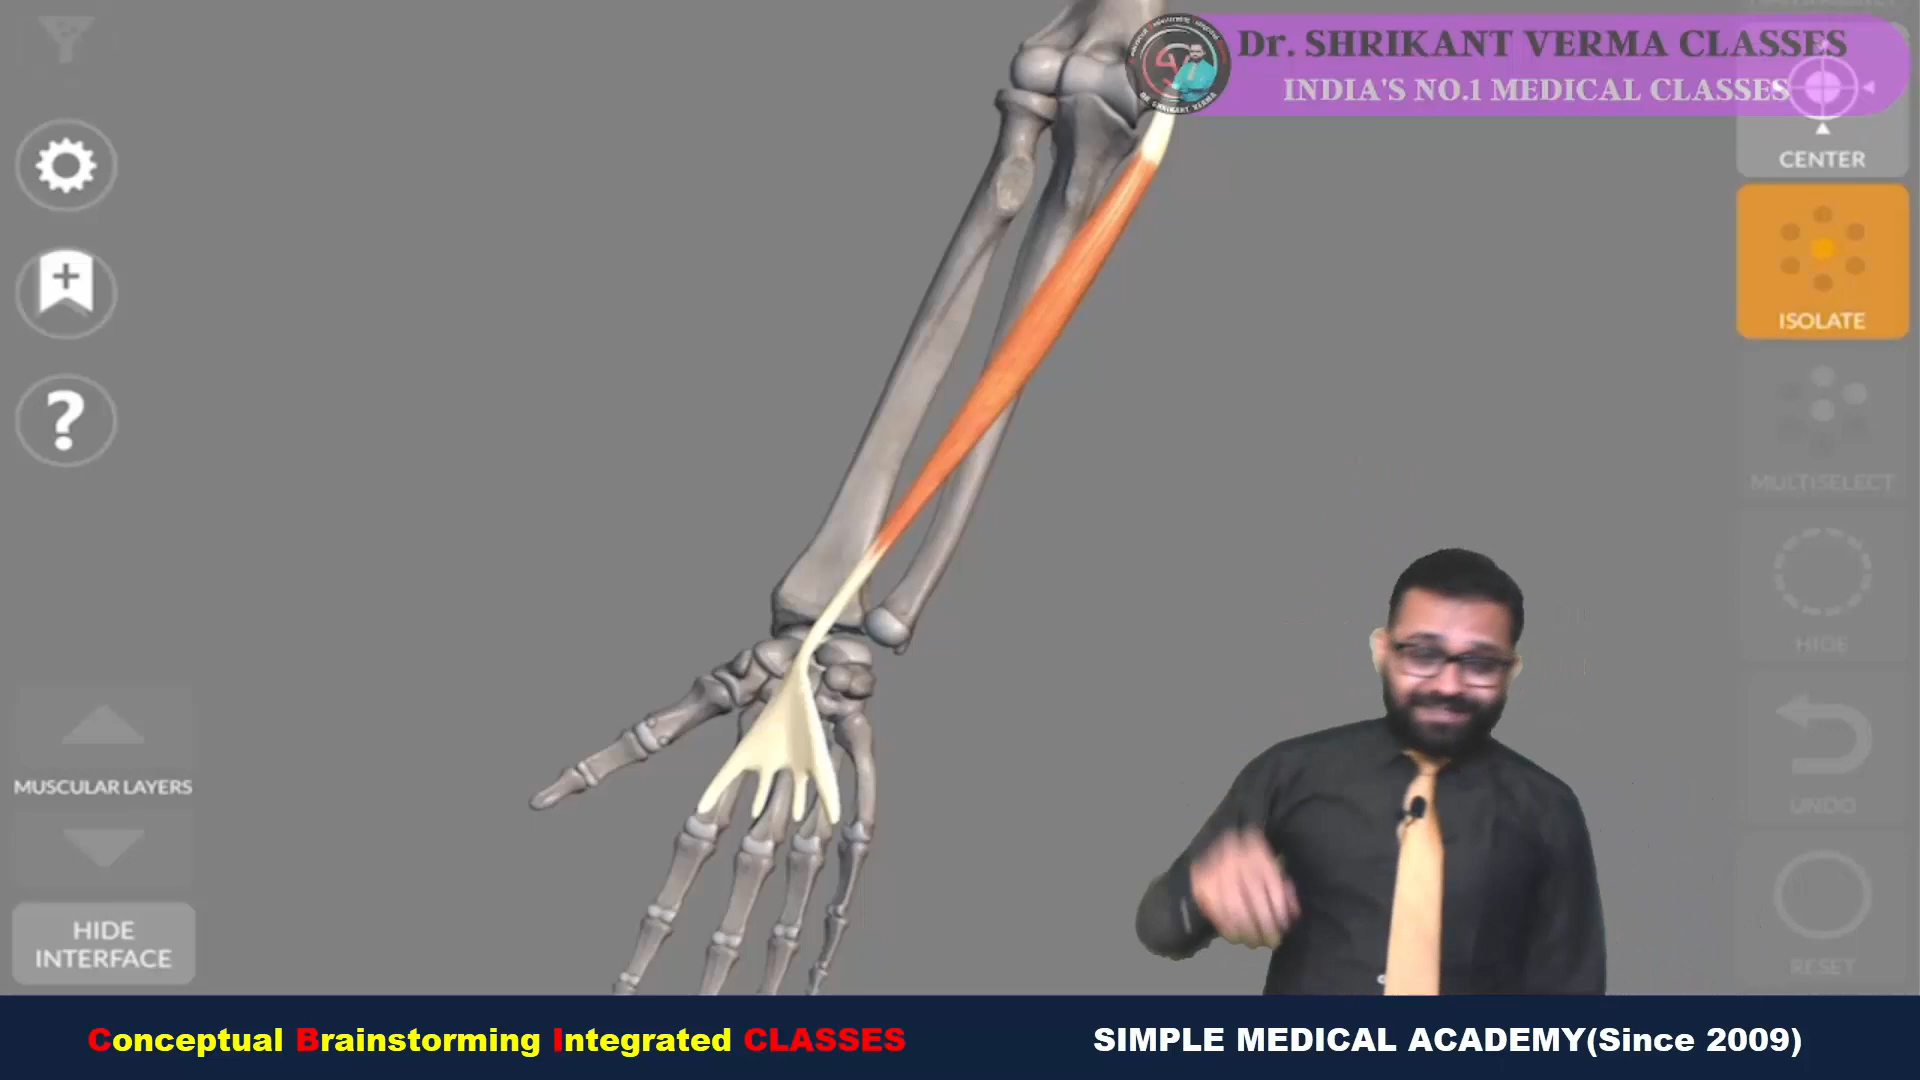 Dr. SHRIKANT VERMA CLASSES
INDIA'S NO.1 MEDICAL CLASSES
CENTER
ISOLATE
MULTISELECT
HIDE
UNDO
RESET
MUSCULAR LAYERS
HIDE
INTERFACE
Conceptual Brainstorming Integrated CLASSES
SIMPLE MEDICAL ACADEMY(Since 2009)